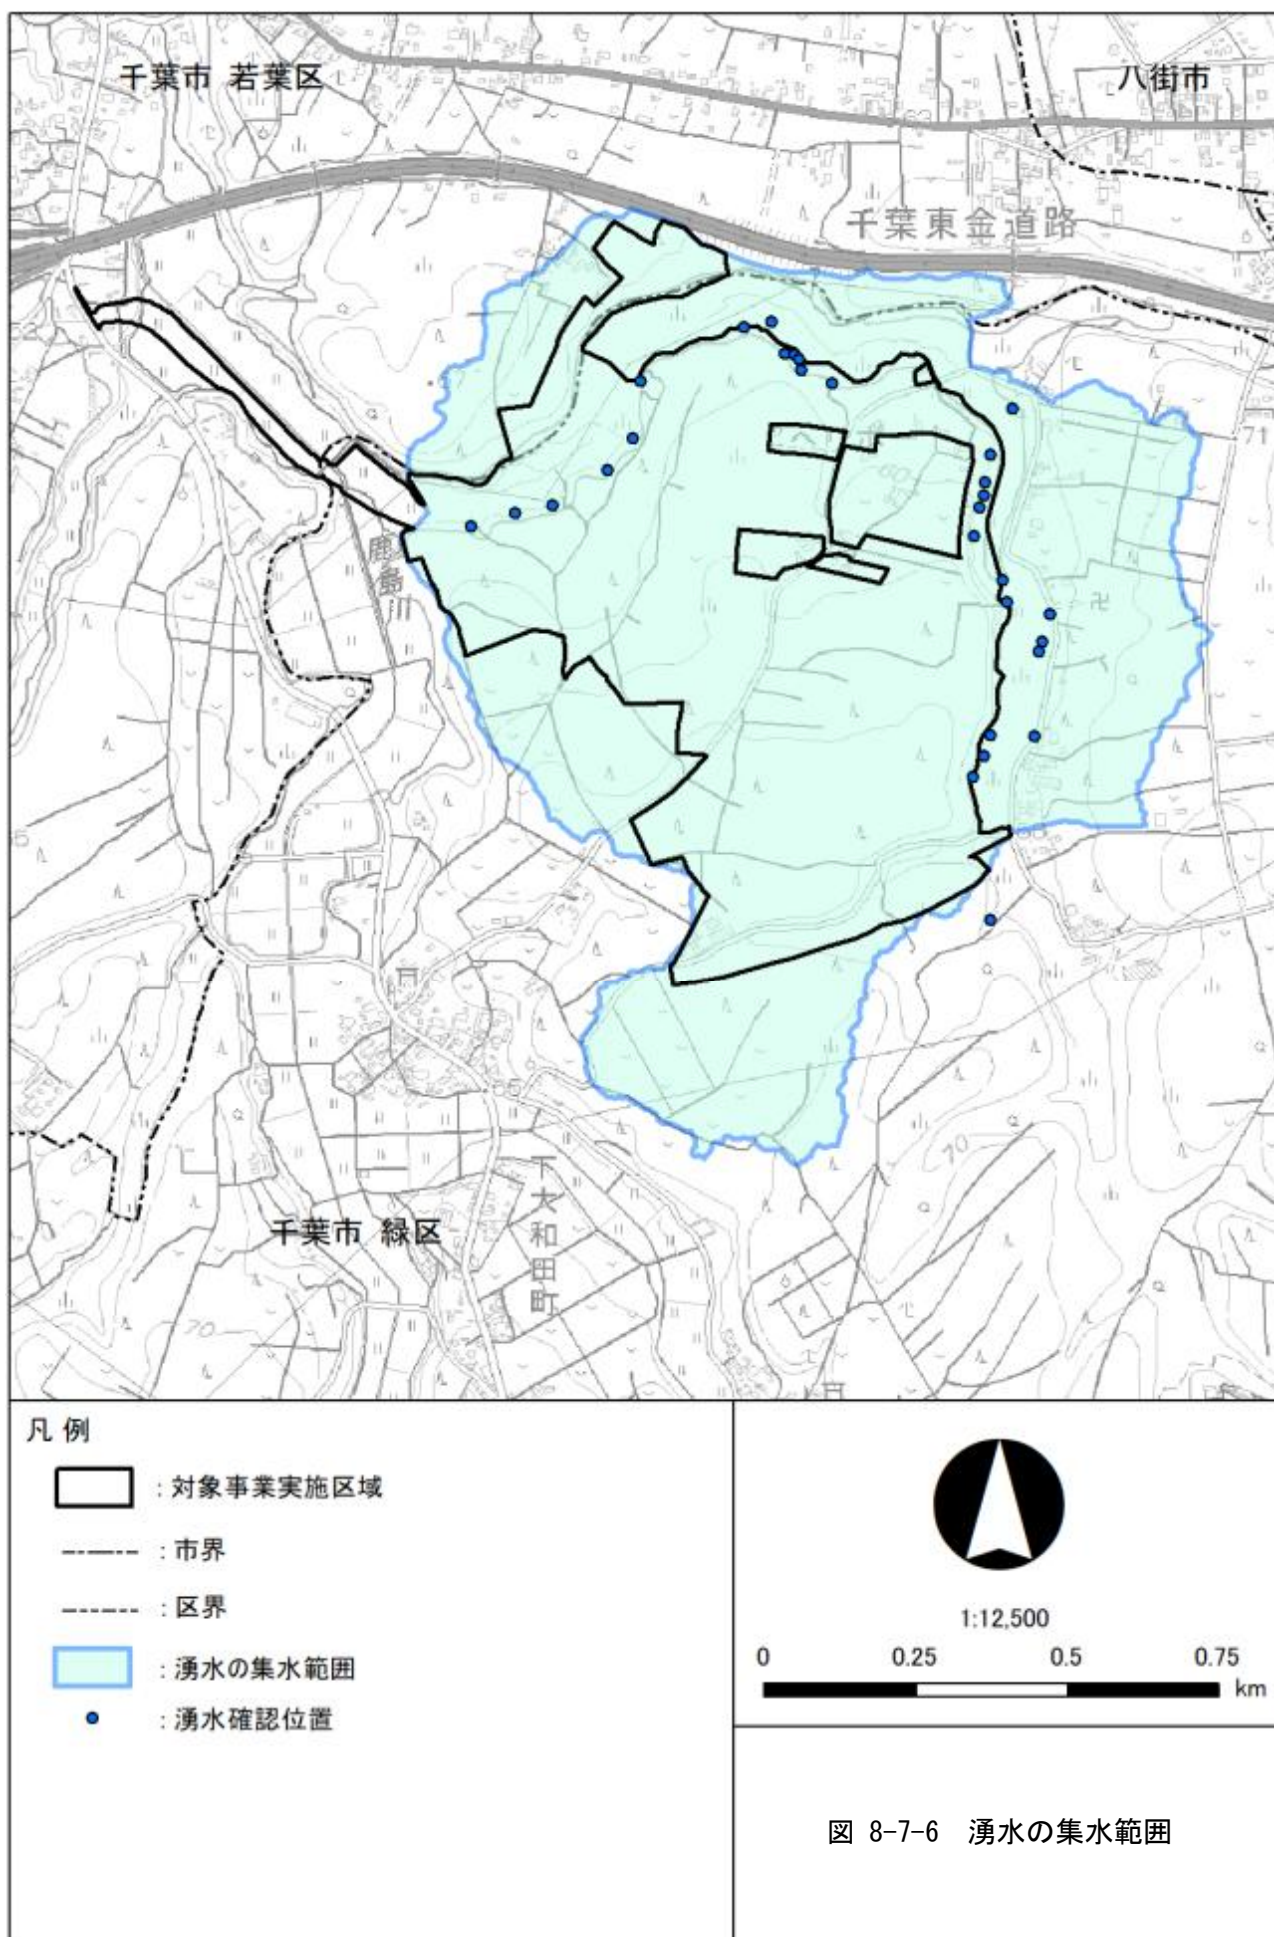 千葉市 若葉区
八街市
千葉東金道路
71
60
鹿島川
65
70
千葉市 緑区
下大和田町
70
凡 例
：対象事業実施区域
：市界
：区界
：湧水の集水範囲
：湧水確認位置
1:12,500
0 0.25 0.5 0.75
km
図 8-7-6 湧水の集水範囲